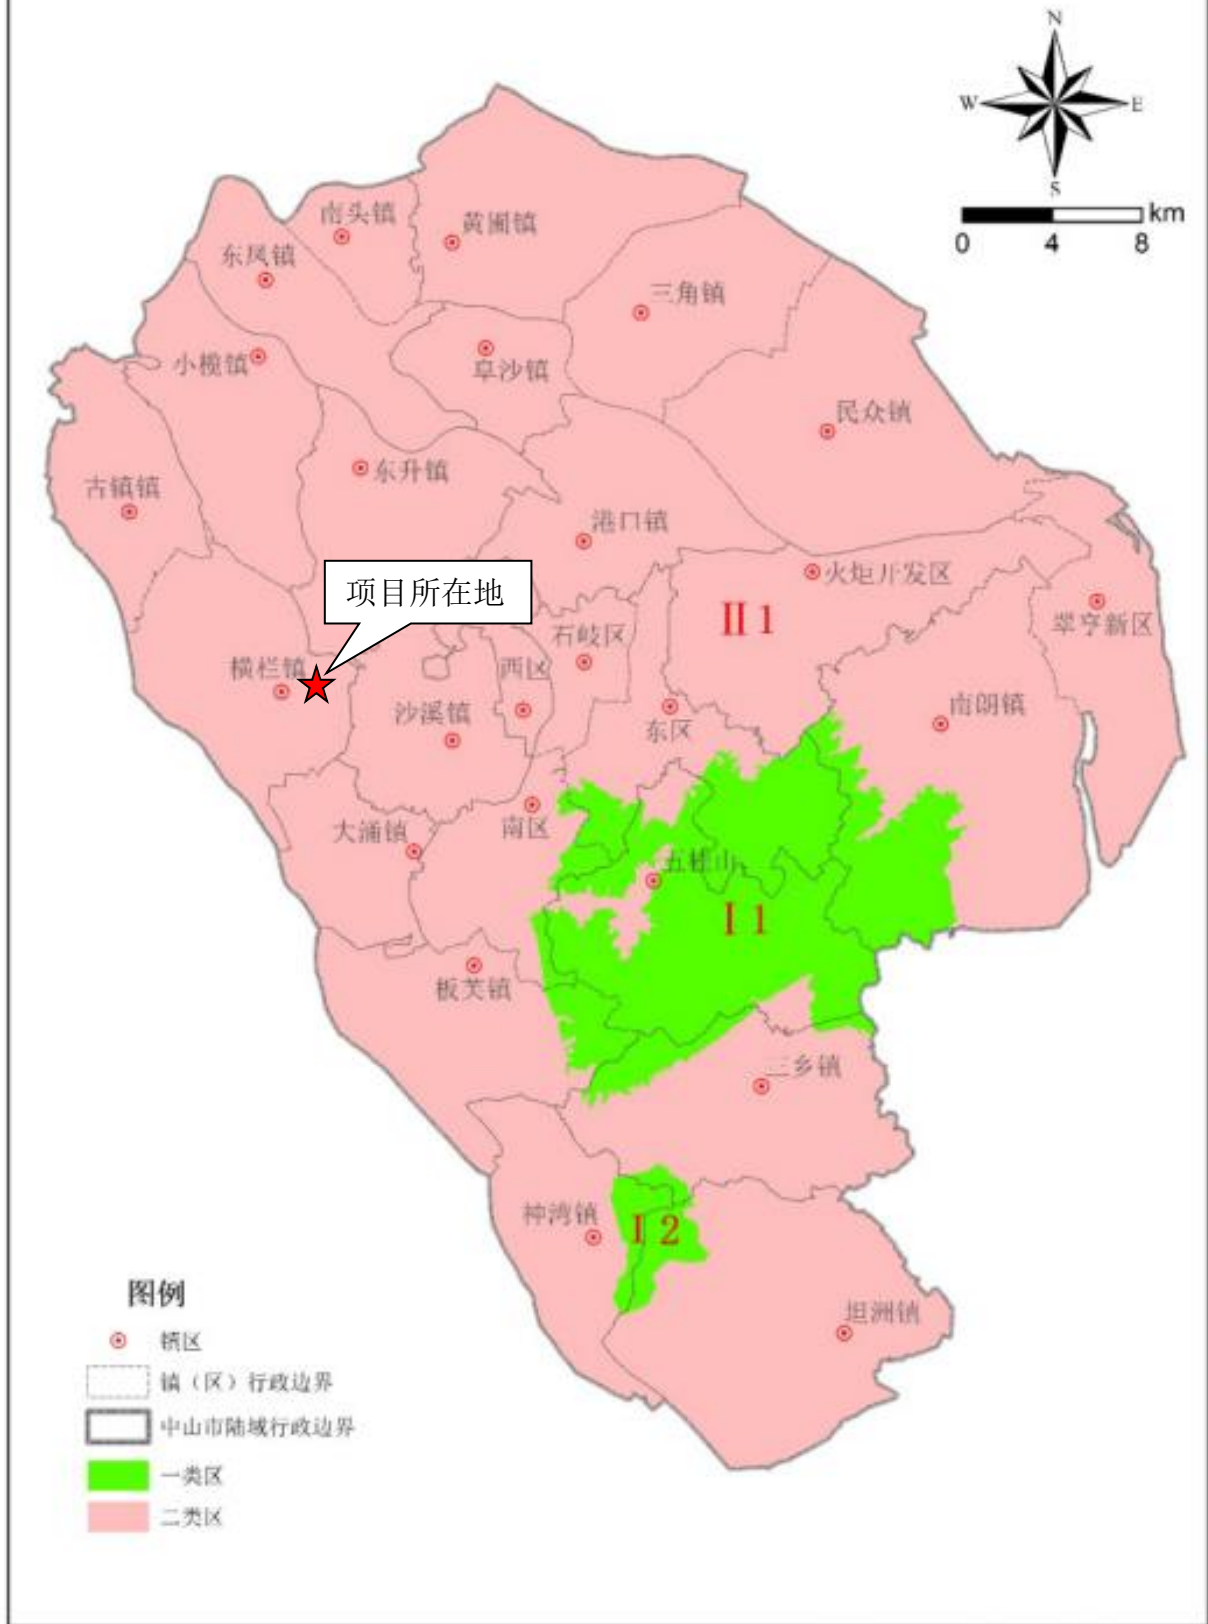 N
W
E
S
km
0
4
8
南头镇
黄圃镇
东凤镇
三角镇
小榄镇
阜沙镇
民众镇
东升镇
古镇镇
港口镇
火炬开发区
项目所在地
II 1
石岐区
翠亨新区
横栏镇
西区
沙溪镇
东区
南朗镇
大涌镇
南区
五桂山
I 1
板芙镇
三乡镇
神湾镇
I 2
坦洲镇
图例
镇区
镇（区）行政边界
中山市陆域行政边界
一类区
二类区